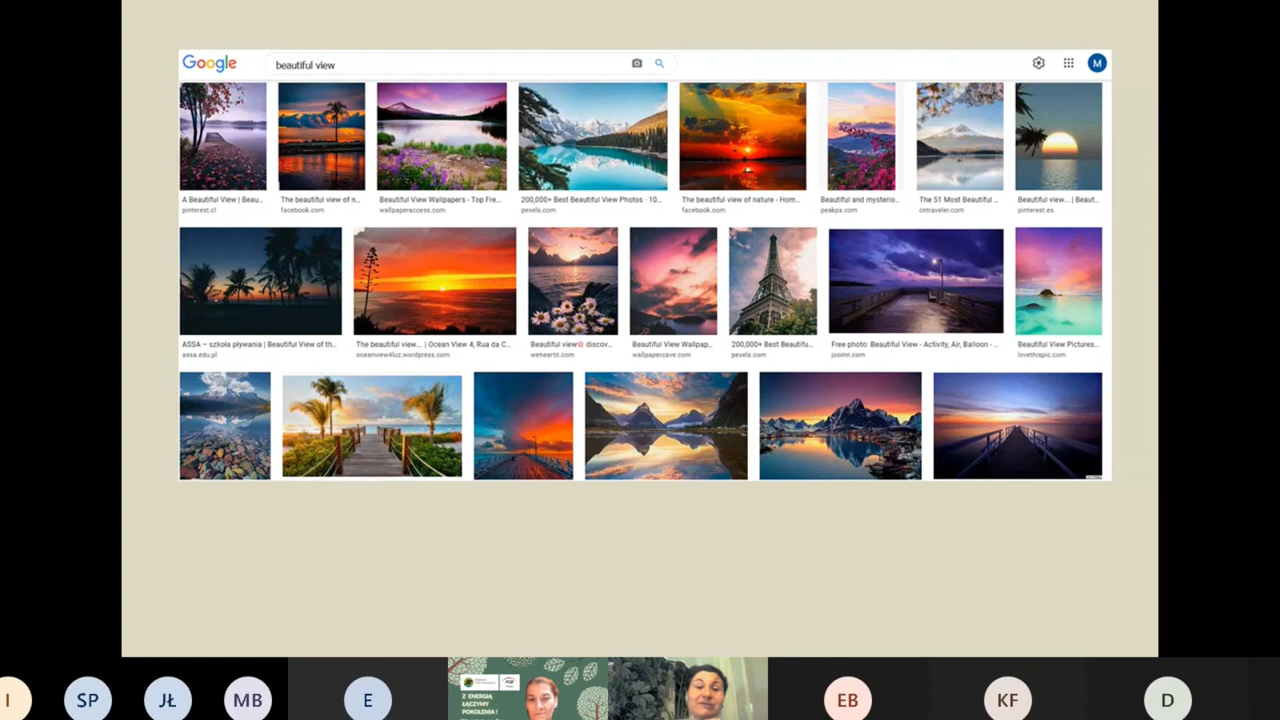 Google
beautiful view
M
A Beautiful View | Beau...
pinterest.cl
The beautiful view of n...
facebook.com
Beautiful View Wallpapers - Top Fre...
wallpaperaccess.com
200,000+ Best Beautiful View Photos · 10...
pexels.com
The beautiful view of nature - Hom...
facebook.com
Beautiful and mysterio...
peakpx.com
The 51 Most Beautiful ...
cntraveler.com
Beautiful view... | Beaut...
pinterest.es
ASSA – szkoła pływania | Beautiful View of th...
assa.edu.pl
The beautiful view... | Ocean View 4, Rua da C...
oceanview4luz.wordpress.com
Beautiful view🌸 discov...
weheartit.com
Beautiful View Wallpap...
wallpapercave.com
200,000+ Best Beautifu...
pexels.com
Free photo: Beautiful View - Activity, Air, Balloon - ...
jooinn.com
Beautiful View Pictures...
lovethispic.com
I
SP
JŁ
MB
E
PGE
Z ENERGIĄ
ŁĄCZYMY
POKOLENIA!
EB
KF
D